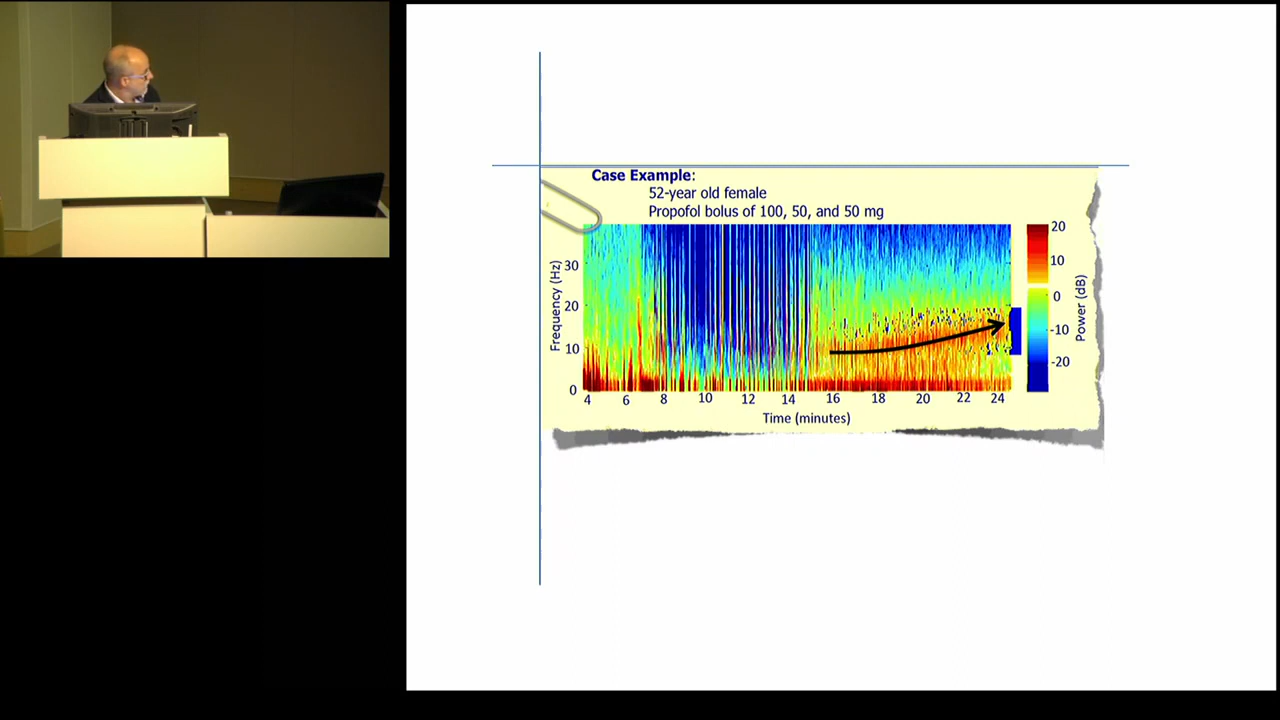 Case Example:
52-year old female
Propofol bolus of 100, 50, and 50 mg
Frequency (Hz)
30
20
10
0
4 6 8 10 12 14 16 18 20 22 24
Time (minutes)
20
10
0
-10
-20
Power (dB)